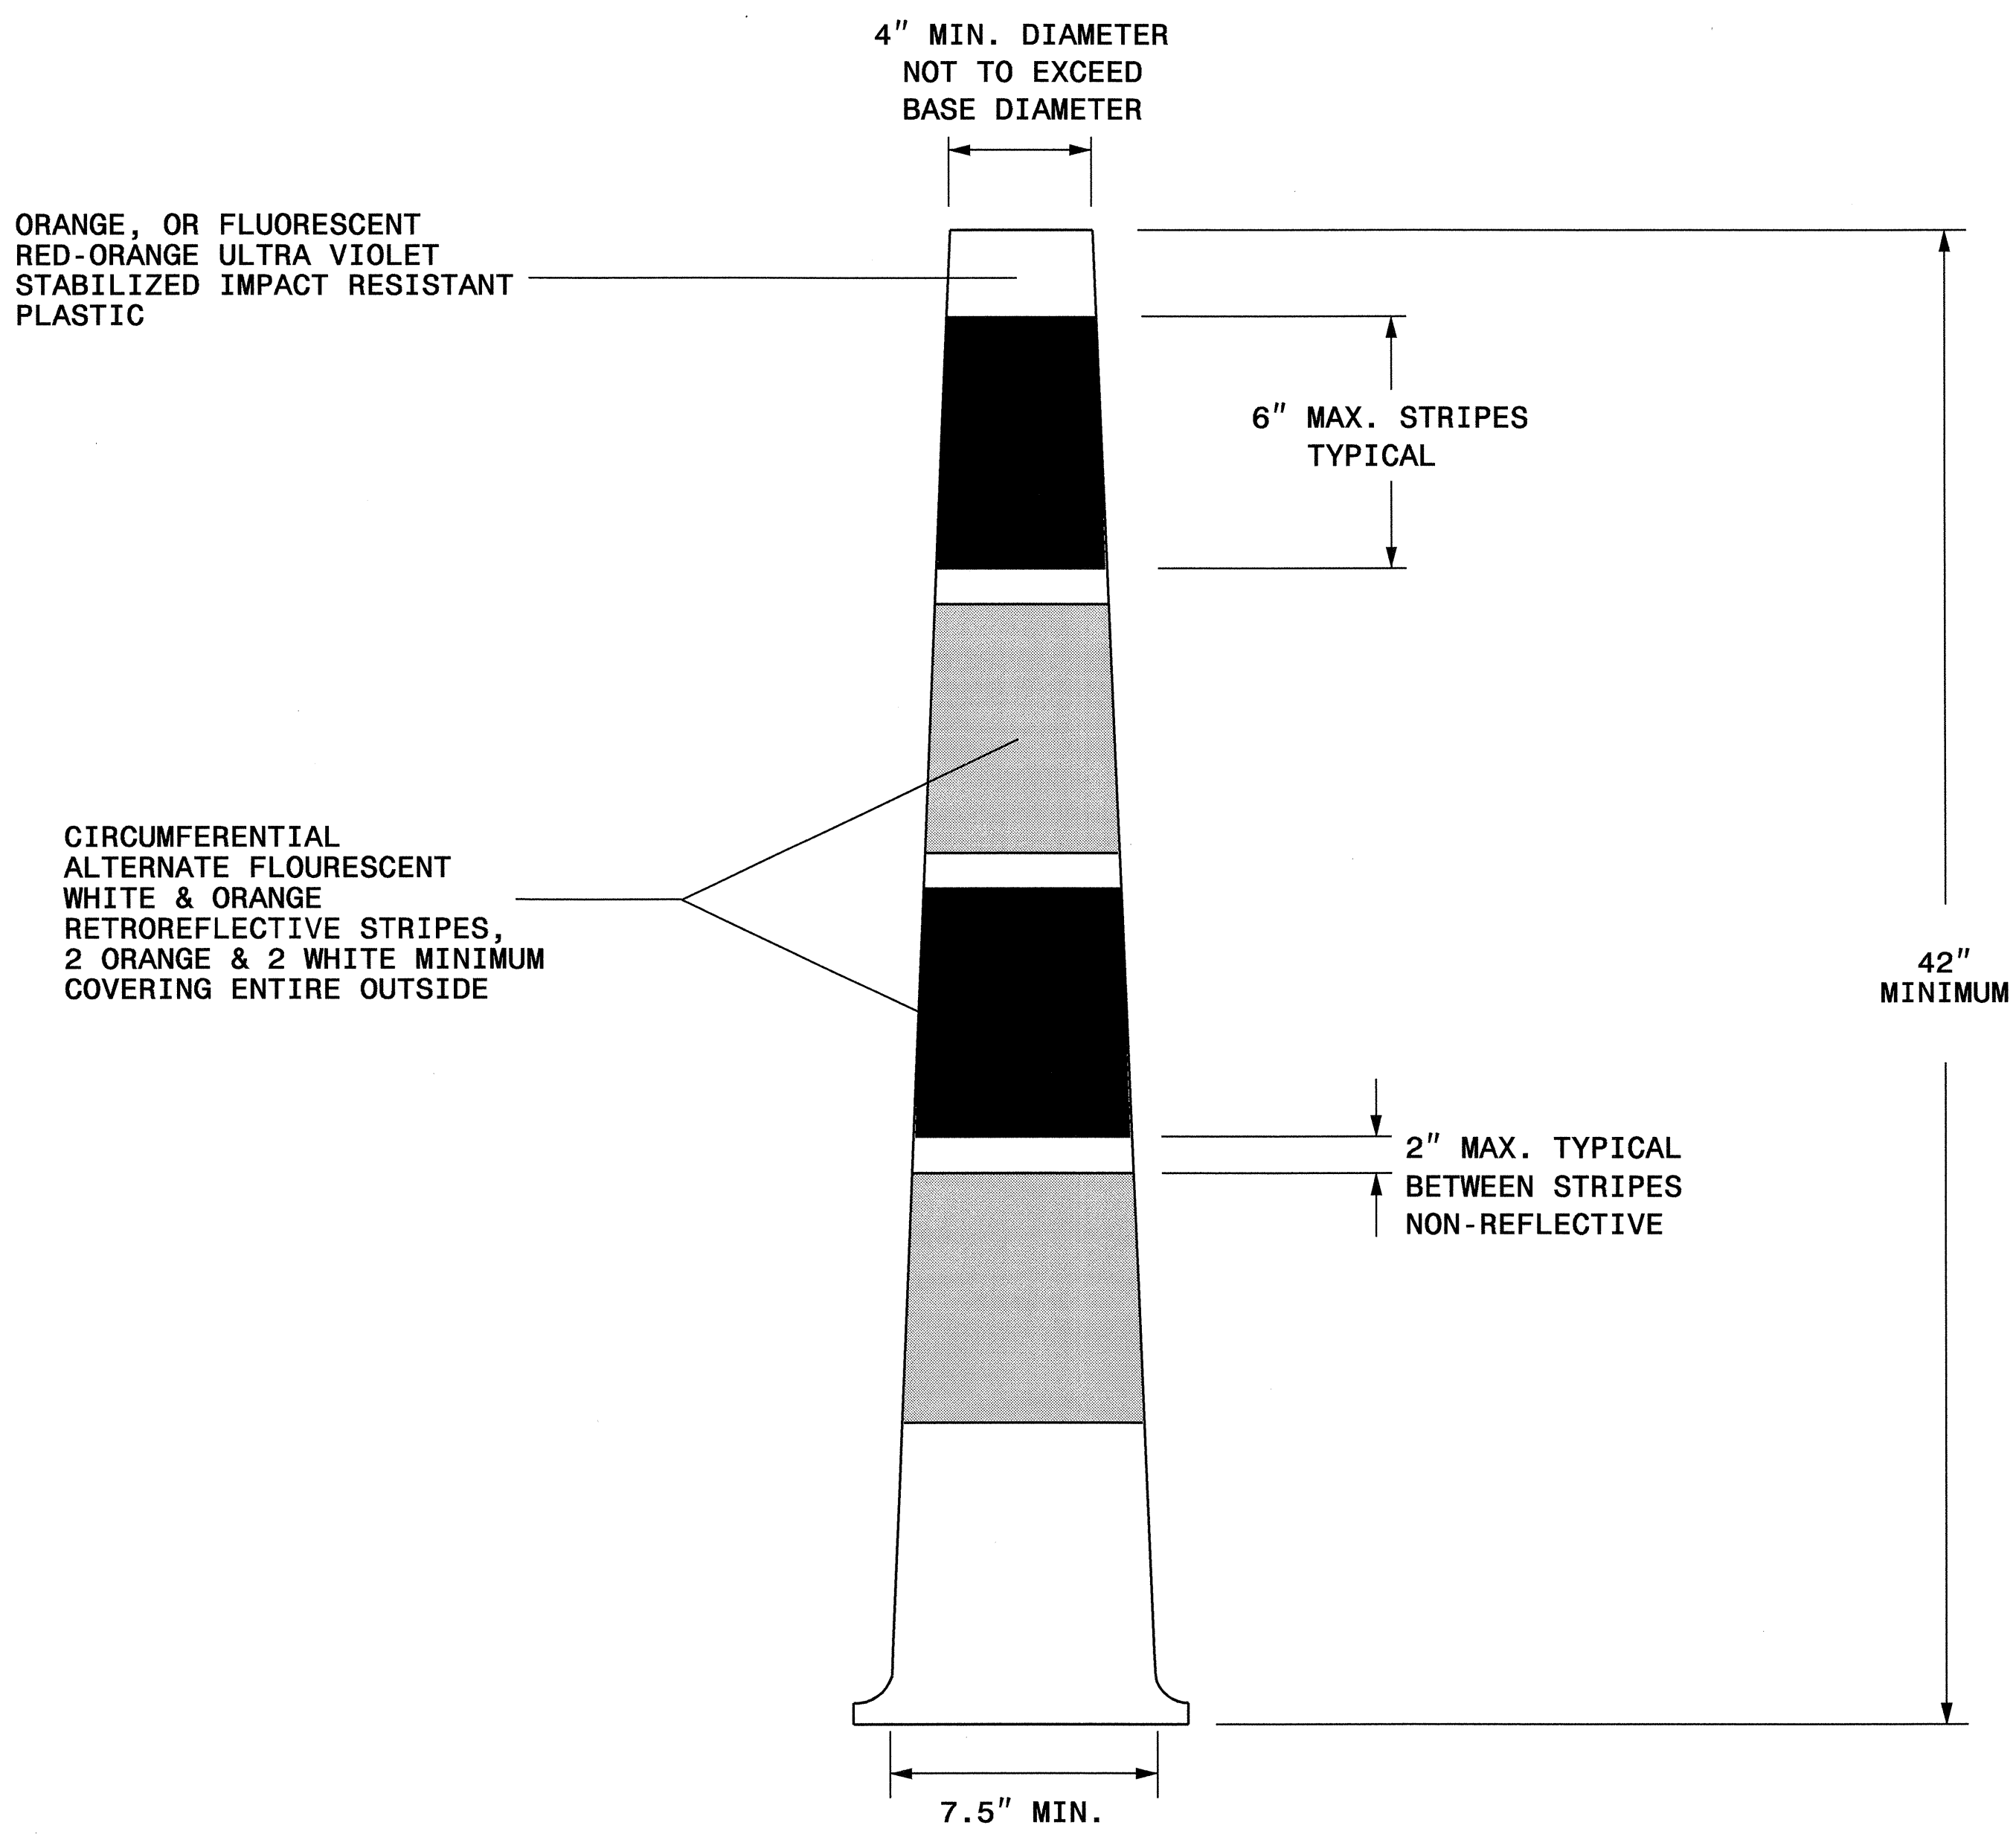 4" MIN. DIAMETER
NOT TO EXCEED
BASE DIAMETER
ORANGE, OR FLUORESCENT
RED-ORANGE ULTRA VIOLET
STABILIZED IMPACT RESISTANT
PLASTIC
6" MAX. STRIPES
TYPICAL
CIRCUMFERENTIAL
ALTERNATE FLOURESCENT
WHITE & ORANGE
RETROREFLECTIVE STRIPES,
2 ORANGE & 2 WHITE MINIMUM
COVERING ENTIRE OUTSIDE
42"
MINIMUM
2" MAX. TYPICAL
BETWEEN STRIPES
NON-REFLECTIVE
7.5" MIN.